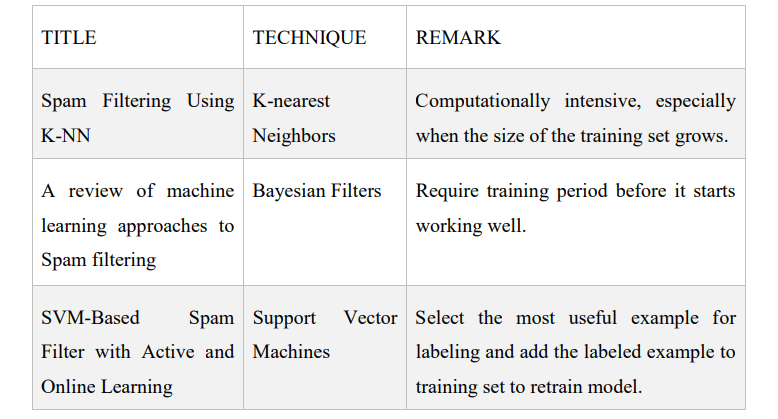 TITLE
TECHNIQUE
REMARK
Spam Filtering Using
K-NN
K-nearest
Neighbors
Computationally intensive, especially
when the size of the training set grows.
A review of machine
learning approaches to
Spam filtering
Bayesian Filters
Require training period before it starts
working well.
SVM-Based Spam
Filter with Active and
Online Learning
Support Vector
Machines
Select the most useful example for
labeling and add the labeled example to
training set to retrain model.